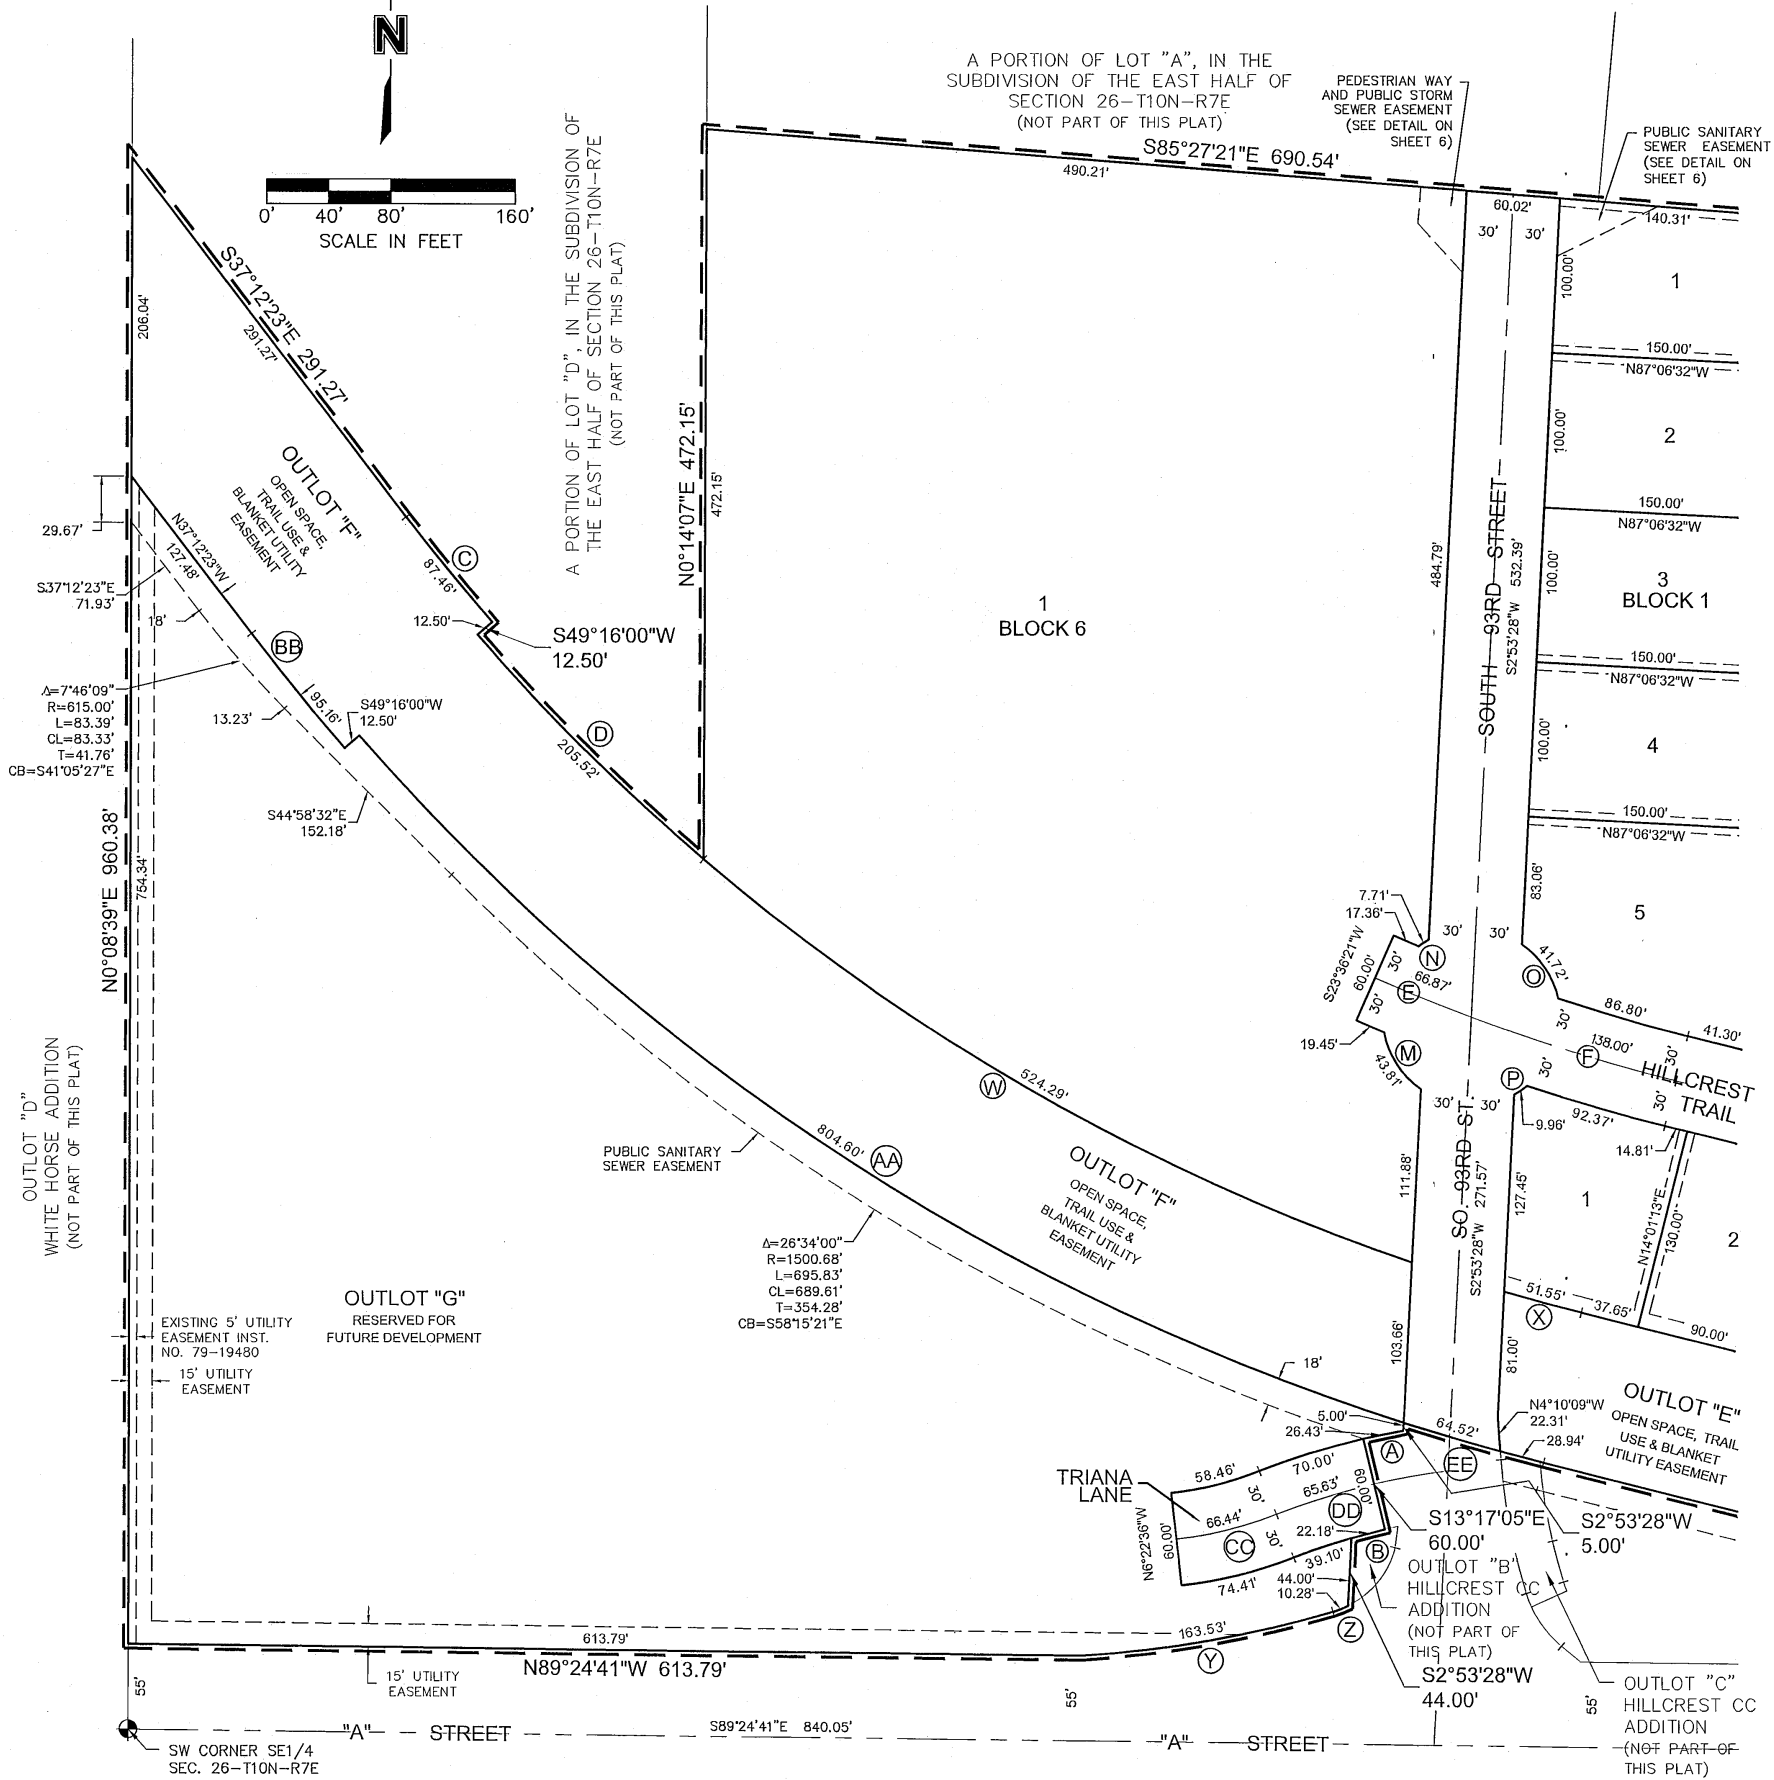 N
0' 40' 80' 160'
SCALE IN FEET
A PORTION OF LOT "A", IN THE
SUBDIVISION OF THE EAST HALF OF
SECTION 26-T10N-R7E
(NOT PART OF THIS PLAT)
PEDESTRIAN WAY
AND PUBLIC STORM
SEWER EASEMENT
(SEE DETAIL ON
SHEET 6)
PUBLIC SANITARY
SEWER EASEMENT
(SEE DETAIL ON
SHEET 6)
S85°27'21"E 690.54'
490.21'
60.02'
140.31'
30' 30'
A PORTION OF LOT "D", IN THE SUBDIVISION OF
THE EAST HALF OF SECTION 26-T10N-R7E
(NOT PART OF THIS PLAT)
S37°12'23"E 291.27'
291.27'
206.04'
OUTLOT "F"
OPEN SPACE,
TRAIL USE &
BLANKET UTILITY
EASEMENT
N0°14'07"E 472.15'
472.15'
1
BLOCK 6
484.79'
SOUTH 93RD STREET
S2°53'28"W 532.39'
100.00'
1
150.00'
N87°06'32"W
100.00'
2
150.00'
N87°06'32"W
100.00'
3
BLOCK 1
150.00'
N87°06'32"W
100.00'
4
150.00'
N87°06'32"W
83.06'
5
29.67'
S37°12'23"E
71.93'
18'
N37°12'23"W
127.48'
BB
C
87.46'
12.50'
S49°16'00"W
12.50'
Δ=7°46'09"
R=615.00'
L=83.39'
CL=83.33'
T=41.76'
CB=S41°05'27"E
13.23'
95.16'
S49°16'00"W
12.50'
D
205.52'
S44°58'32"E
152.18'
N0°08'39"E 960.38'
754.34'
7.71'
17.36'
30' 30'
N
S23°36'21"W
60.00'
30'
30'
66.87'
E
41.72'
O
86.80'
41.30'
30'
138.00'
F
30'
HILLCREST
TRAIL
19.45'
M
43.81'
P
30'
30'
30' 30'
9.96'
92.37'
14.81'
OUTLOT "D"
WHITE HORSE ADDITION
(NOT PART OF THIS PLAT)
W
524.29'
804.60'
AA
PUBLIC SANITARY
SEWER EASEMENT
OUTLOT "F"
OPEN SPACE,
TRAIL USE &
BLANKET UTILITY
EASEMENT
111.88'
SO. 93RD ST.
S2°53'28"W 271.57'
127.45'
1
N14°01'13"E
130.00'
2
Δ=26°34'00"
R=1500.68'
L=695.83'
CL=689.61'
T=354.28'
CB=S58°15'21"E
OUTLOT "G"
RESERVED FOR
FUTURE DEVELOPMENT
EXISTING 5' UTILITY
EASEMENT INST.
NO. 79-19480
15' UTILITY
EASEMENT
51.55'
37.65'
X
90.00'
103.66'
81.00'
18'
OUTLOT "E"
OPEN SPACE, TRAIL
USE & BLANKET
UTILITY EASEMENT
N4°10'09"W
22.31'
28.94'
5.00'
26.43'
A
64.52'
EE
TRIANA
LANE
58.46'
70.00'
30'
65.63'
60.00'
DD
66.44'
CC
30'
22.18'
N6°22'36"W
60.00'
74.41'
39.10'
B
44.00'
10.28'
S13°17'05"E
60.00'
S2°53'28"W
5.00'
OUTLOT "B"
HILLCREST CC
ADDITION
(NOT PART OF
THIS PLAT)
163.53'
Z
Y
S2°53'28"W
44.00'
613.79'
N89°24'41"W 613.79'
15' UTILITY
EASEMENT
55'
55'
55'
OUTLOT "C"
HILLCREST CC
ADDITION
(NOT PART OF
THIS PLAT)
"A" STREET
S89°24'41"E 840.05'
"A" STREET
SW CORNER SE1/4
SEC. 26-T10N-R7E